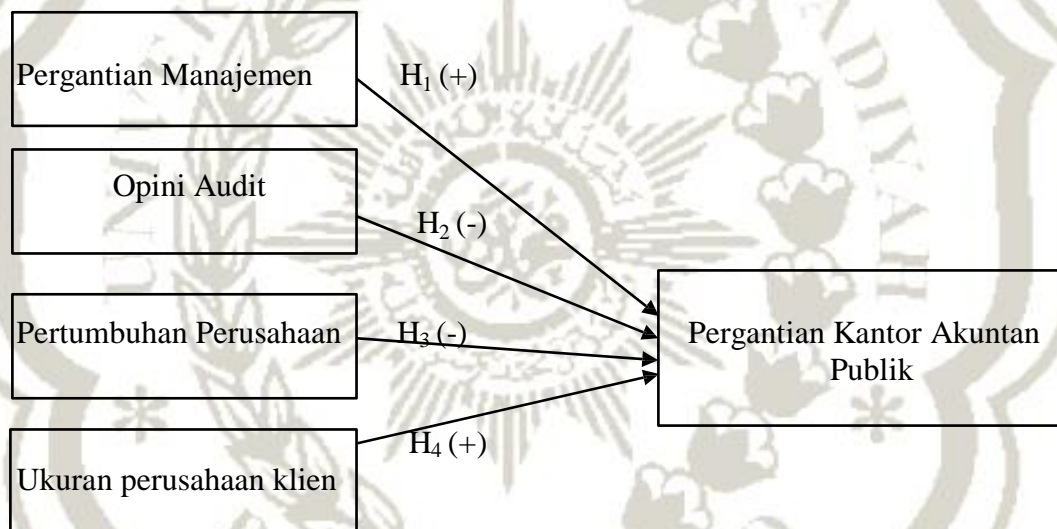 Pergantian Manajemen
H₁ (+)
Opini Audit
H₂ (-)
Pertumbuhan Perusahaan
H₃ (-)
Pergantian Kantor Akuntan
Publik
Ukuran perusahaan klien
H₄ (+)